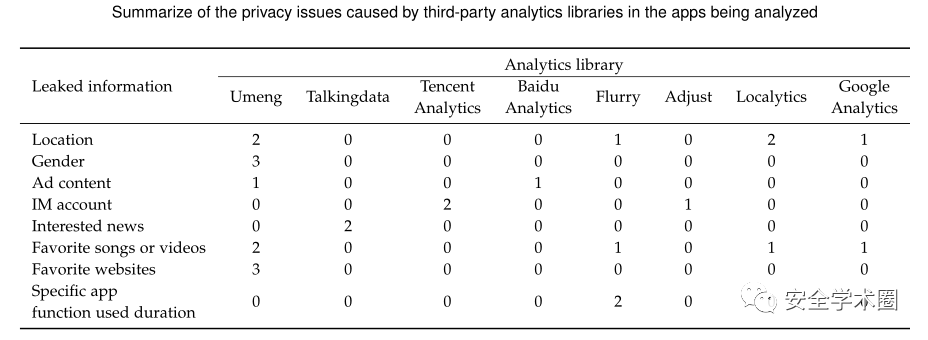 Summarize of the privacy issues caused by third-party analytics libraries in the apps being analyzed
Leaked information
Analytics library
Umeng Talkingdata Tencent Analytics Baidu Analytics Flurry Adjust Localytics Google Analytics
Location 2 0 0 0 1 0 2 1
Gender 3 0 0 0 0 0 0 0
Ad content 1 0 0 1 0 0 0 0
IM account 0 0 2 0 0 1 0 0
Interested news 0 2 0 0 0 0 0 0
Favorite songs or videos 2 0 0 0 1 0 1 1
Favorite websites 3 0 0 0 0 0 0 0
Specific app
function used duration 0 0 0 0 2 0
安全学术圈